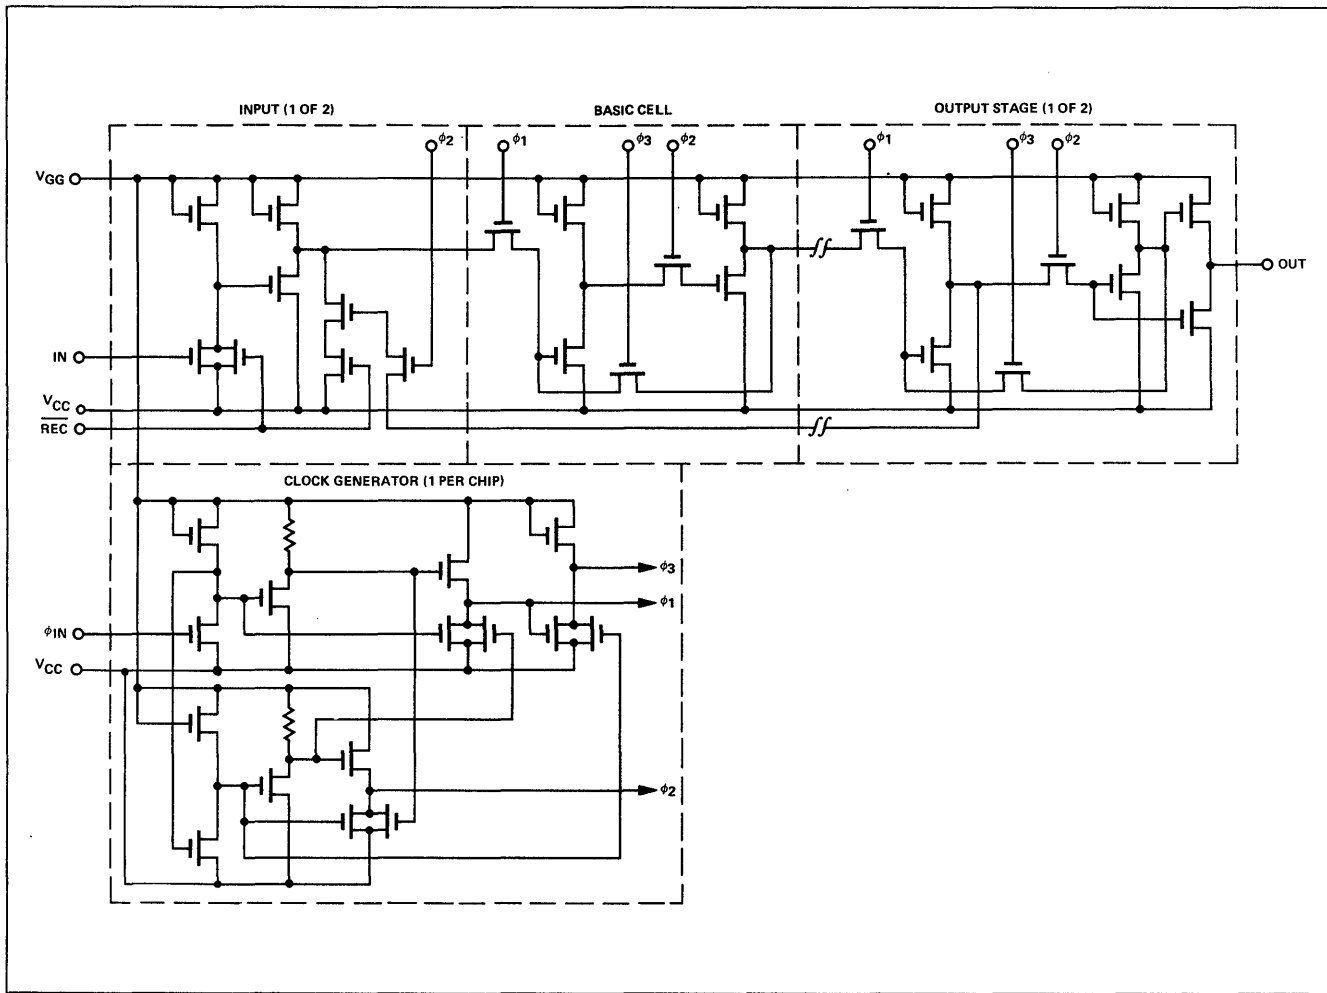 INPUT (1 OF 2)
BASIC CELL
OUTPUT STAGE (1 OF 2)
ϕ2
ϕ1
ϕ3
ϕ2
ϕ1
ϕ3
ϕ2
VGG
OUT
IN
VCC
REC
CLOCK GENERATOR (1 PER CHIP)
ϕ3
ϕ1
ϕIN
VCC
ϕ2